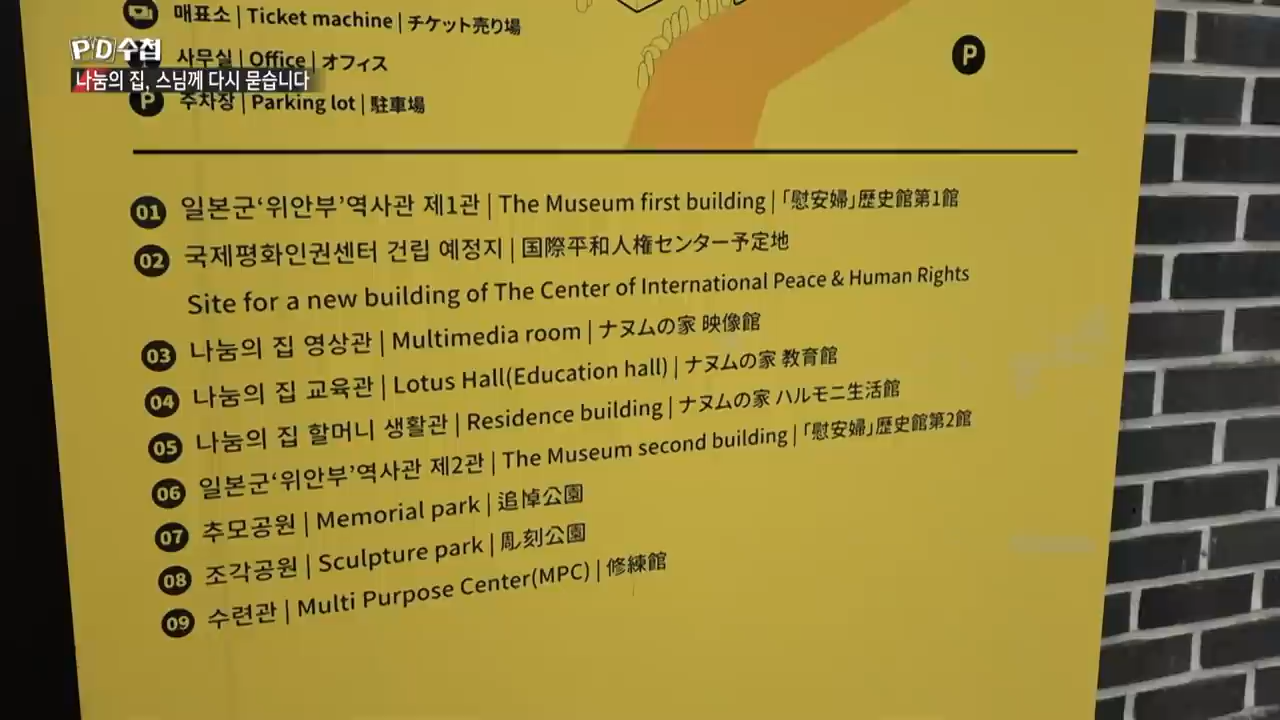 매표소 | Ticket machine | チケット売り場
PD수첩
사무실 | Office | オフィス
나눔의 집, 스님께 다시 묻습니다
P 주차장 | Parking lot | 駐車場
P
01 일본군‘위안부’역사관 제1관 | The Museum first building | 「慰安婦」歴史館第1館
02 국제평화인권센터 건립 예정지 | 国際平和人権センター予定地
Site for a new building of The Center of International Peace & Human Rights
03 나눔의 집 영상관 | Multimedia room | ナヌムの家 映像館
04 나눔의 집 교육관 | Lotus Hall(Education hall) | ナヌムの家 教育館
05 나눔의 집 할머니 생활관 | Residence building | ナヌムの家 ハルモニ生活館
06 일본군‘위안부’역사관 제2관 | The Museum second building | 「慰安婦」歴史館第2館
07 추모공원 | Memorial park | 追悼公園
08 조각공원 | Sculpture park | 彫刻公園
09 수련관 | Multi Purpose Center(MPC) | 修練館